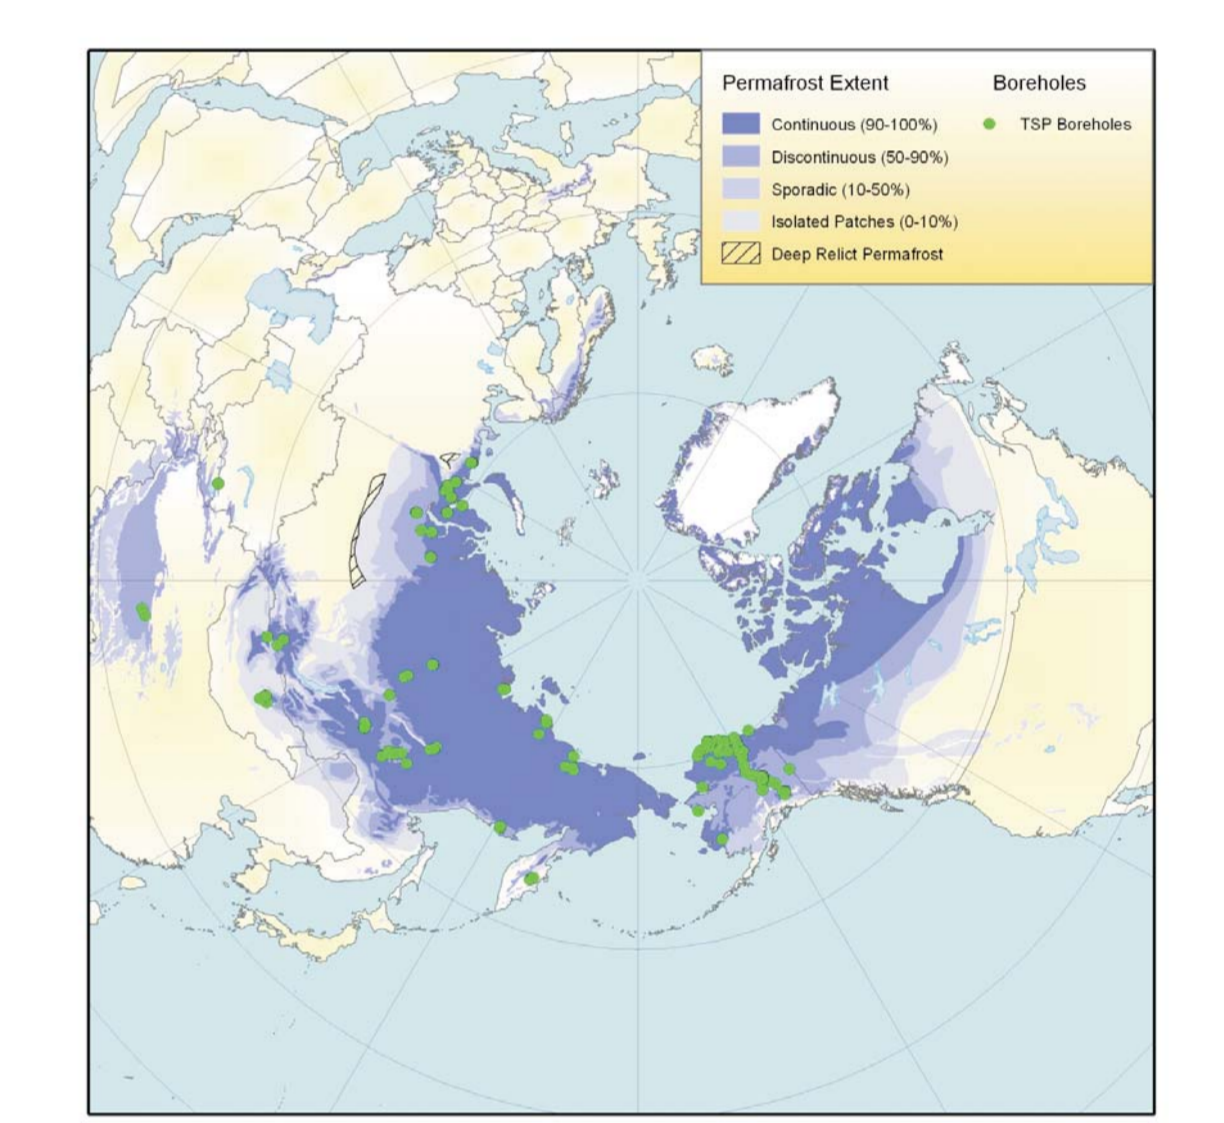 Permafrost Extent
Boreholes
Continuous (90-100%)
TSP Boreholes
Discontinuous (50-90%)
Sporadic (10-50%)
Isolated Patches (0-10%)
Deep Relict Permafrost